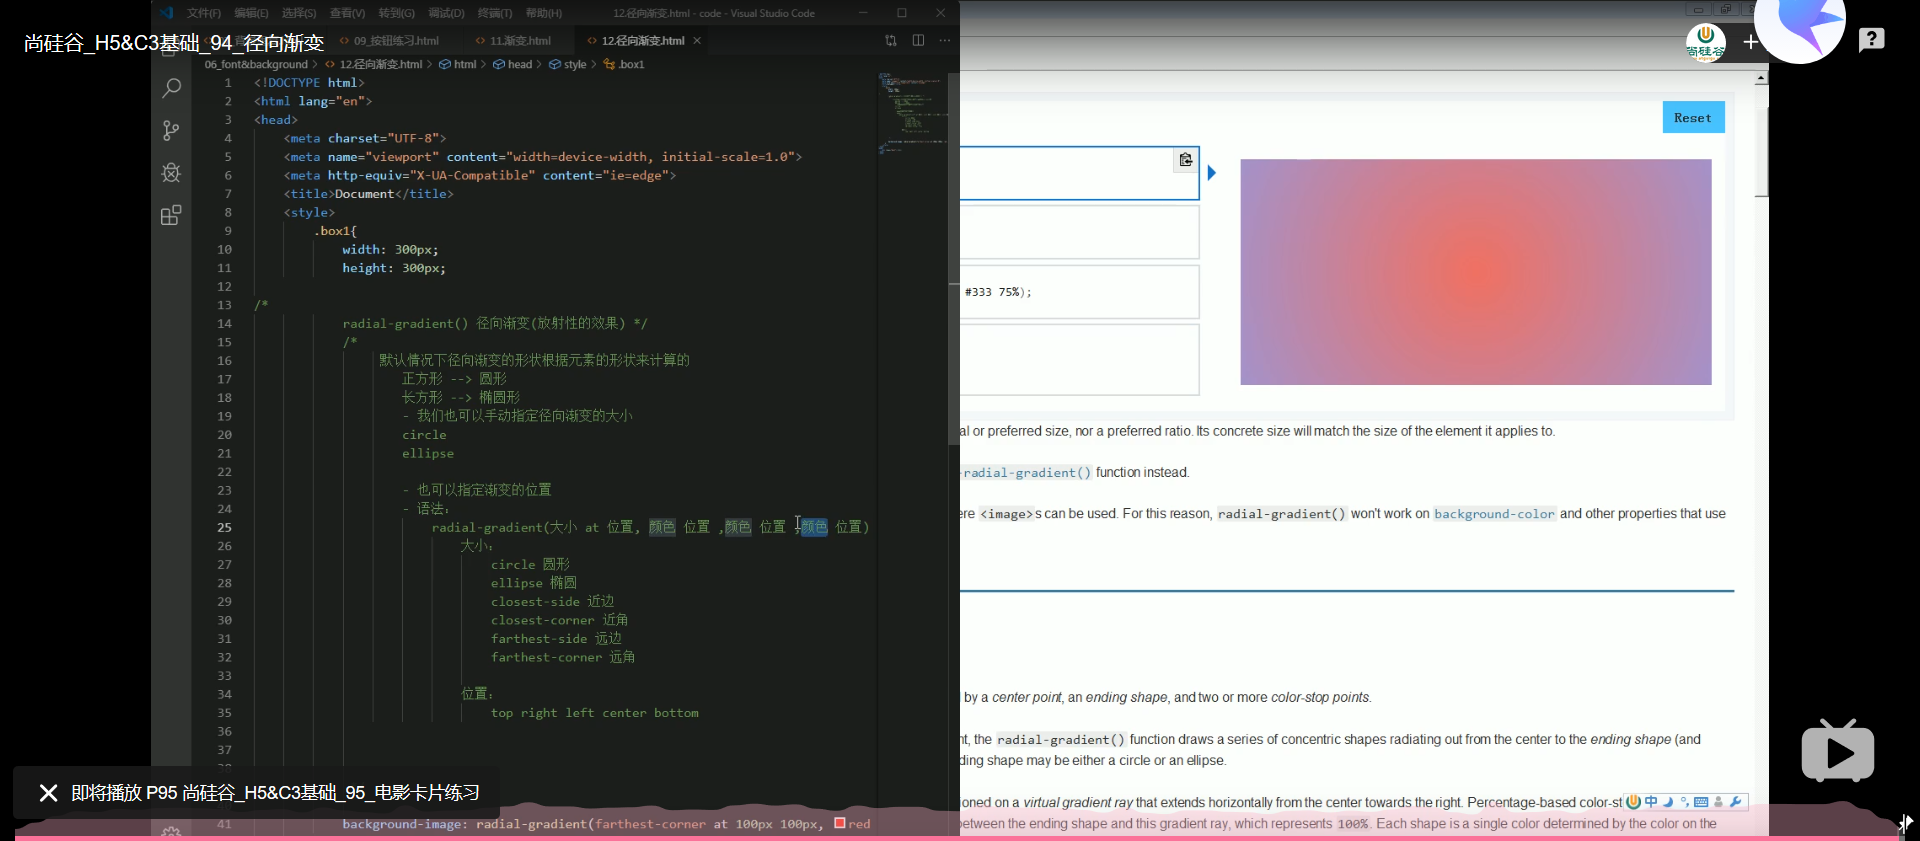 文件(F) 编辑(E) 选择(S) 查看(V) 转到(G) 调试(D) 终端(T) 帮助(H) 12.径向渐变.html - code - Visual Studio Code
尚硅谷_H5&C3基础_94_径向渐变
09_按钮练习.html 11.渐变.html 12.径向渐变.html
06_font&background > 12.径向渐变.html > html > head > style > .box1
1 <!DOCTYPE html>
2 <html lang="en">
3 <head>
4 <meta charset="UTF-8">
5 <meta name="viewport" content="width=device-width, initial-scale=1.0">
6 <meta http-equiv="X-UA-Compatible" content="ie=edge">
7 <title>Document</title>
8 <style>
9 .box1{
10 width: 300px;
11 height: 300px;
12
13 /*
14 radial-gradient() 径向渐变(放射性的效果) */
15 /*
16 默认情况下径向渐变的形状根据元素的形状来计算的
17 正方形 --> 圆形
18 长方形 --> 椭圆形
19 - 我们也可以手动指定径向渐变的大小
20 circle
21 ellipse
22
23 - 也可以指定渐变的位置
24 - 语法:
25 radial-gradient(大小 at 位置, 颜色 位置 ,颜色 位置 ,颜色 位置)
26 大小:
27 circle 圆形
28 ellipse 椭圆
29 closest-side 近边
30 closest-corner 近角
31 farthest-side 远边
32 farthest-corner 远角
33
34 位置:
35 top right left center bottom
36
37
即将播放 P95 尚硅谷_H5&C3基础_95_电影卡片练习
41 background-image: radial-gradient(farthest-corner at 100px 100px, red
尚硅谷
Reset
#333 75%);
al or preferred size, nor a preferred ratio. Its concrete size will match the size of the element it applies to.
-radial-gradient() function instead.
ere <image>s can be used. For this reason, radial-gradient() won't work on background-color and other properties that use
by a center point, an ending shape, and two or more color-stop points.
nt, the radial-gradient() function draws a series of concentric shapes radiating out from the center to the ending shape (and
ding shape may be either a circle or an ellipse.
ioned on a virtual gradient ray that extends horizontally from the center towards the right. Percentage-based color-st
中
between the ending shape and this gradient ray, which represents 100%. Each shape is a single color determined by the color on the